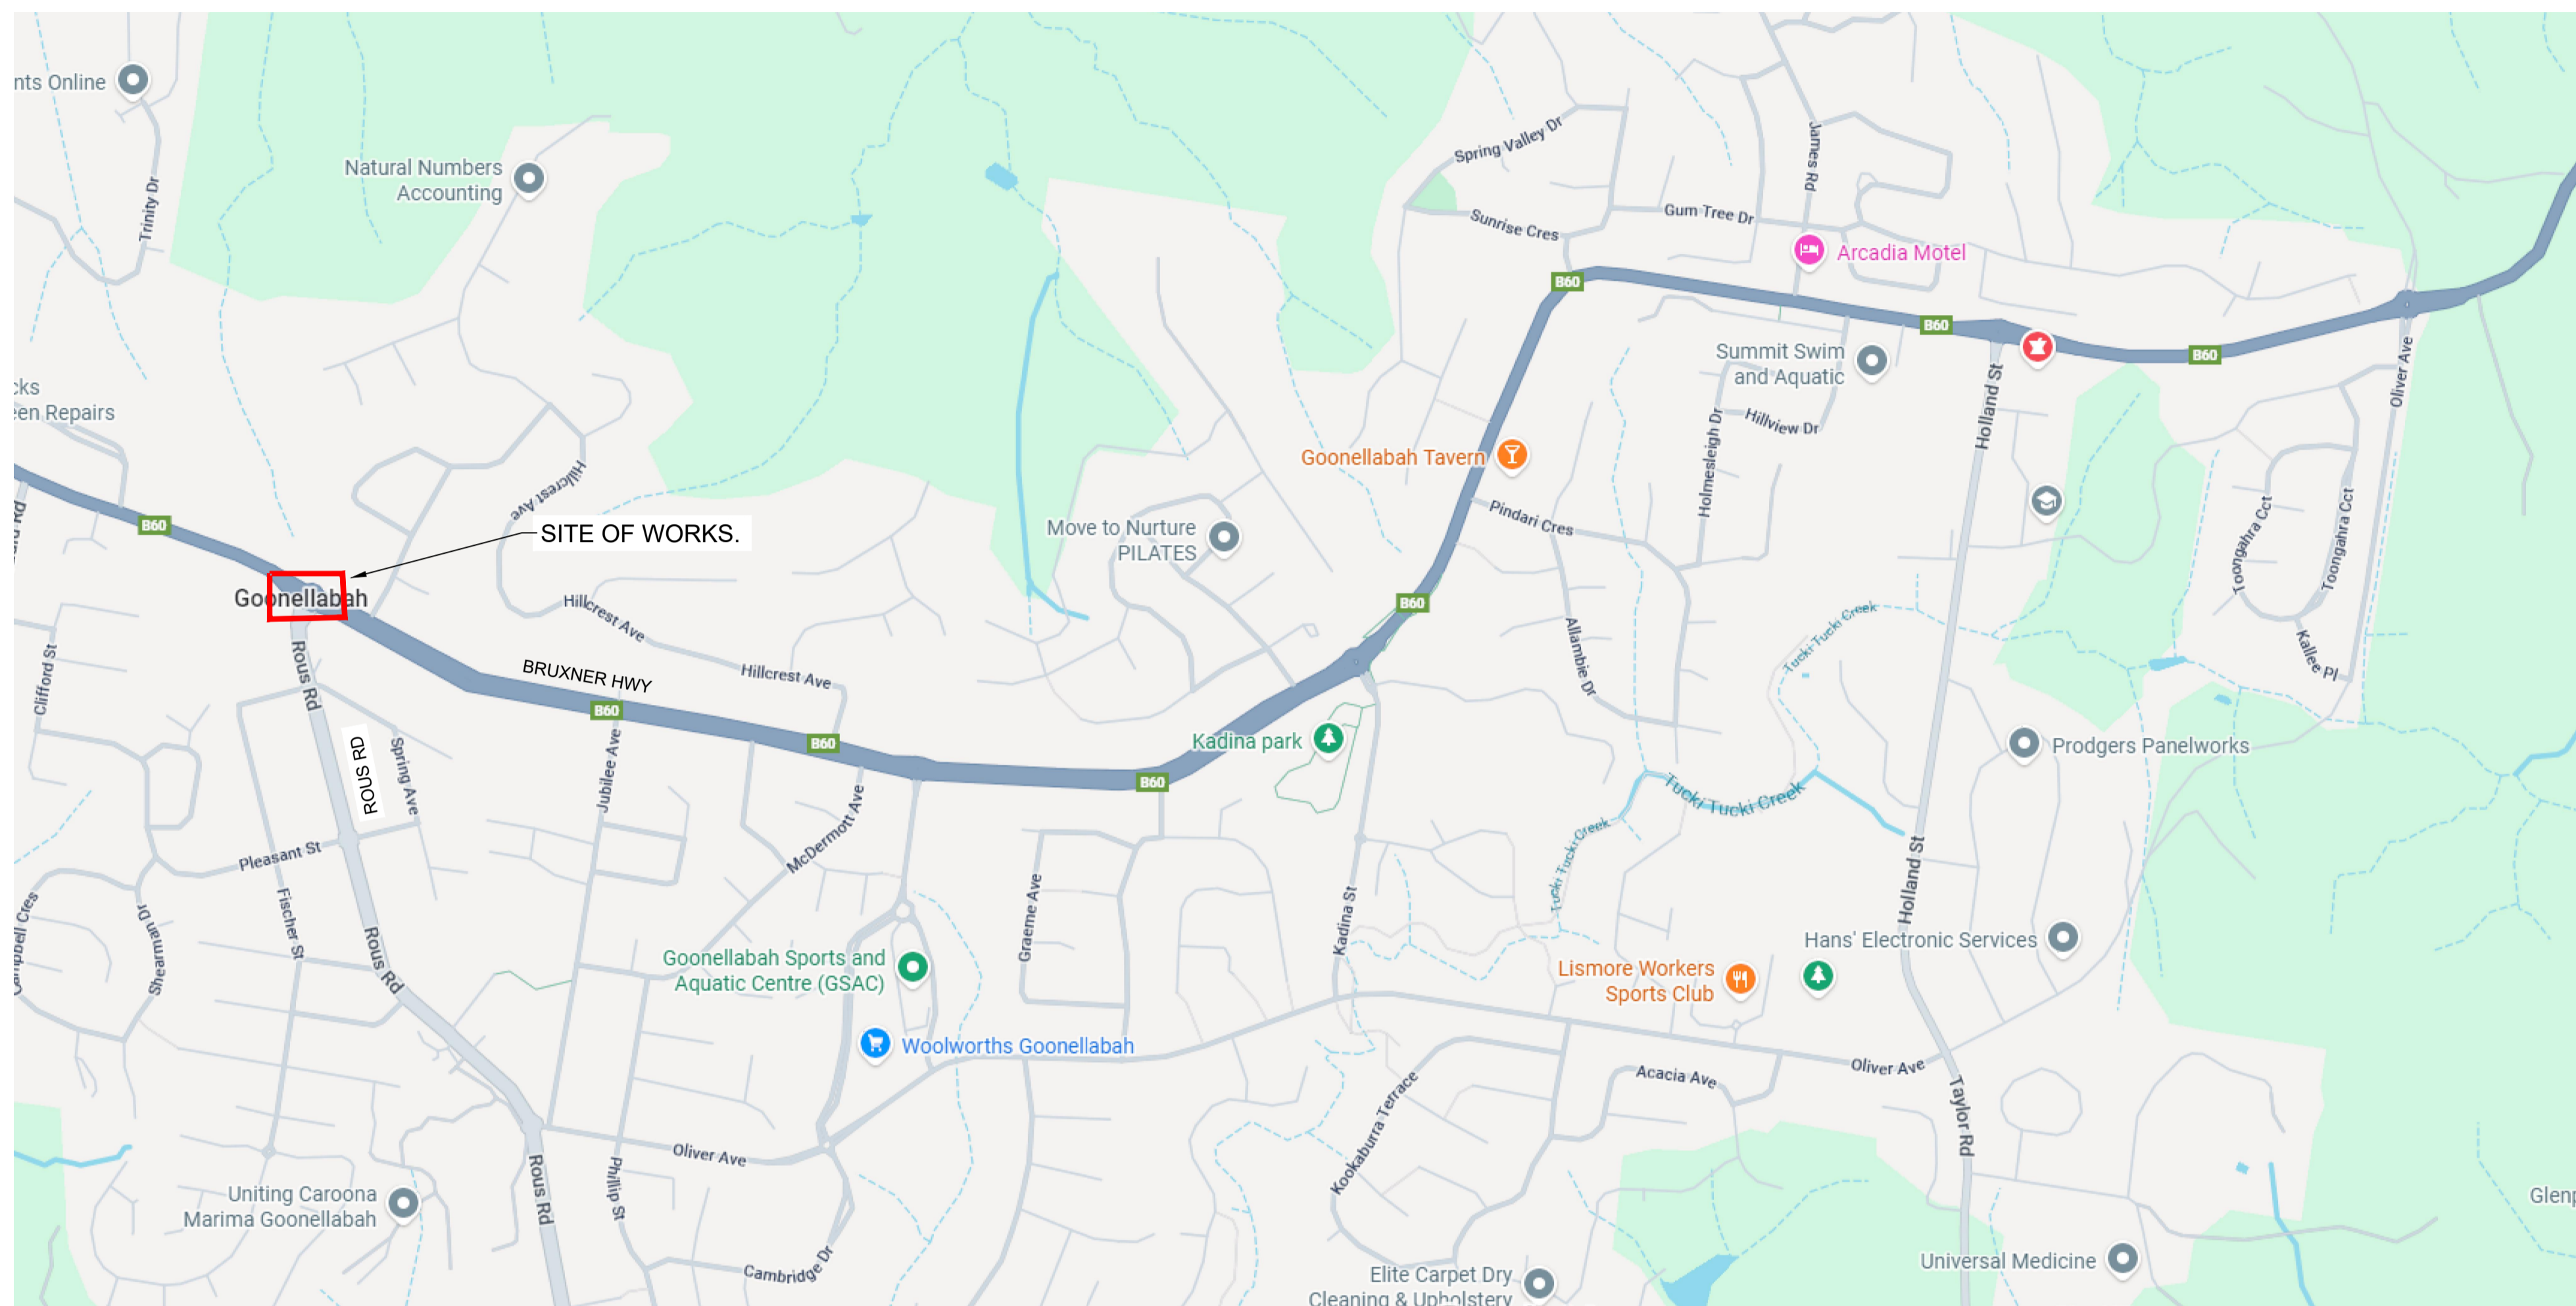 nts Online
Natural Numbers
Accounting
Trinity Dr
Spring Valley Dr
James Rd
Sunrise Cres
Gum Tree Dr
Arcadia Motel
B60
B60
B60
Summit Swim
and Aquatic
Hillview Dr
Holmesleigh Dr
Holland St
Oliver Ave
cks
en Repairs
Hillcrest Ave
Goonellabah Tavern
Pindari Cres
Toongahra Cct
Toongahra Cct
B60
SITE OF WORKS.
Move to Nurture
PILATES
Goonellabah
Hillcrest Ave
B60
Tucki Tucki Creek
Allambie Dr
Kallee Pl
Clifford St
Rous Rd
BRUXNER HWY
Hillcrest Ave
B60
B60
Kadina park
B60
Prodgers Panelworks
ROUS RD
Spring Ave
Jubilee Ave
McDermott Ave
Tucki Tucki Creek
Tucki Tucki Creek
Pleasant St
Fischer St
Shearman Dr
Campbell Cres
Graeme Ave
Kadina St
Holland St
Rous Rd
Goonellabah Sports and
Aquatic Centre (GSAC)
Hans' Electronic Services
Lismore Workers
Sports Club
Woolworths Goonellabah
Oliver Ave
Acacia Ave
Kookaburra Terrace
Taylor Rd
Oliver Ave
Rous Rd
Phillip St
Uniting Caroona
Marima Goonellabah
Glenp
Cambridge Dr
Universal Medicine
Elite Carpet Dry
Cleaning & Upholstery